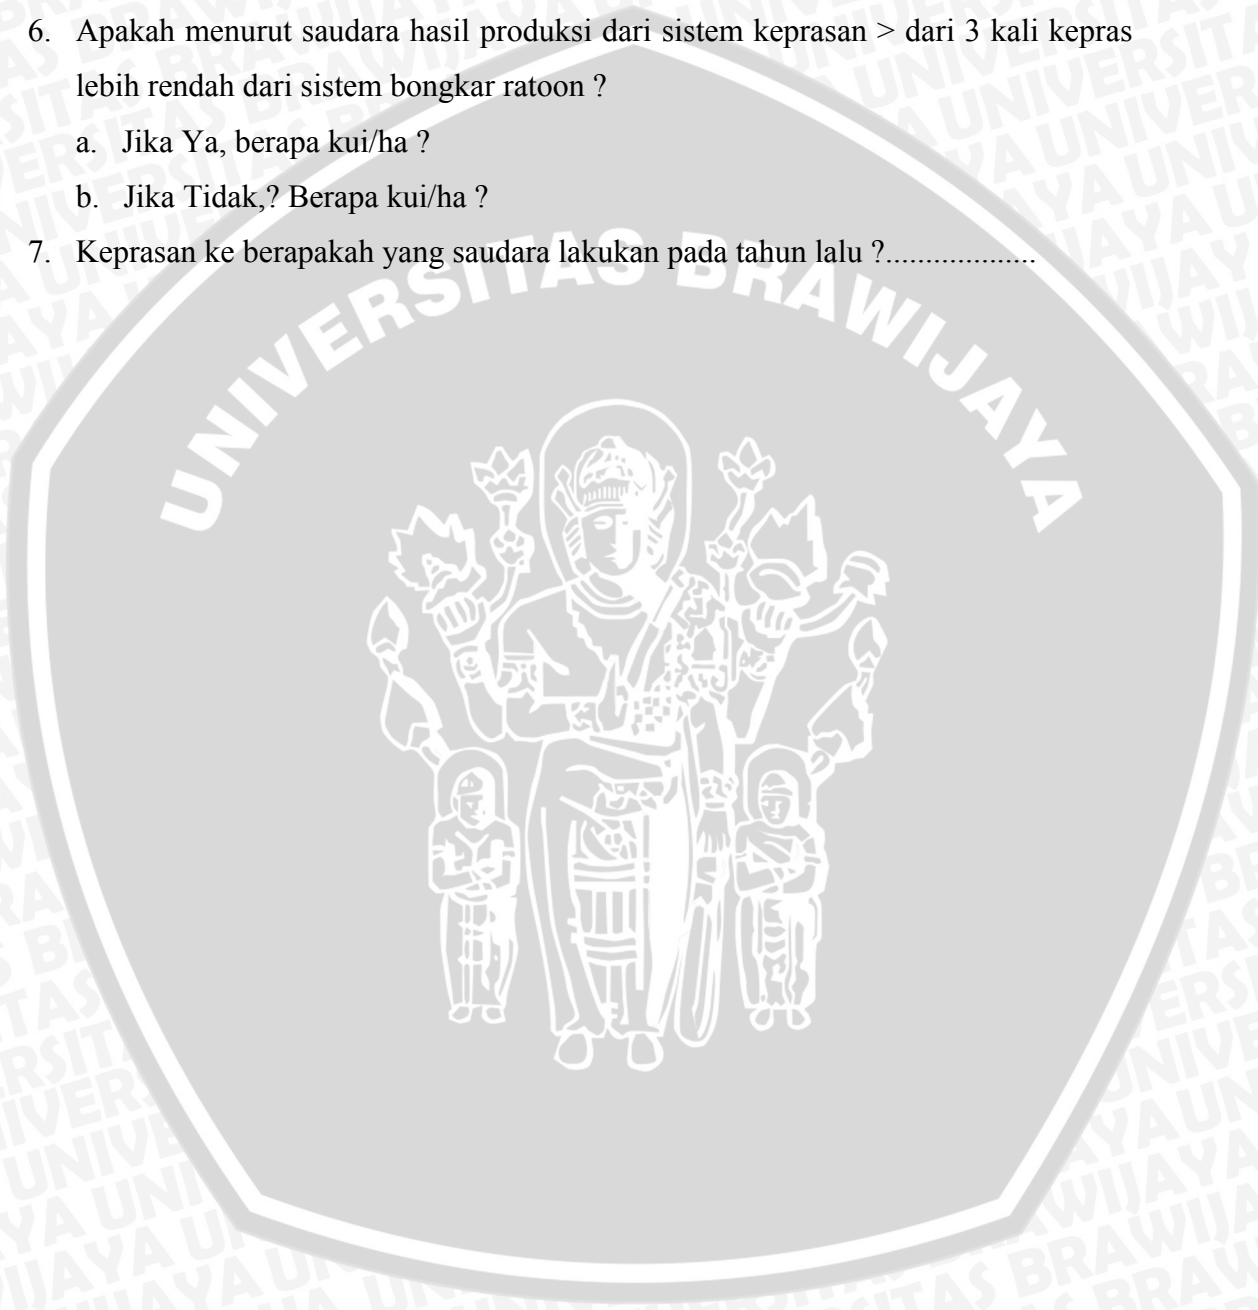 6. Apakah menurut saudara hasil produksi dari sistem keprasan > dari 3 kali kepras
lebih rendah dari sistem bongkar ratoon ?
a. Jika Ya, berapa kui/ha ?
b. Jika Tidak,? Berapa kui/ha ?
7. Keprasan ke berapakah yang saudara lakukan pada tahun lalu ?...................
UNIVERSITAS BRAWIJAYA